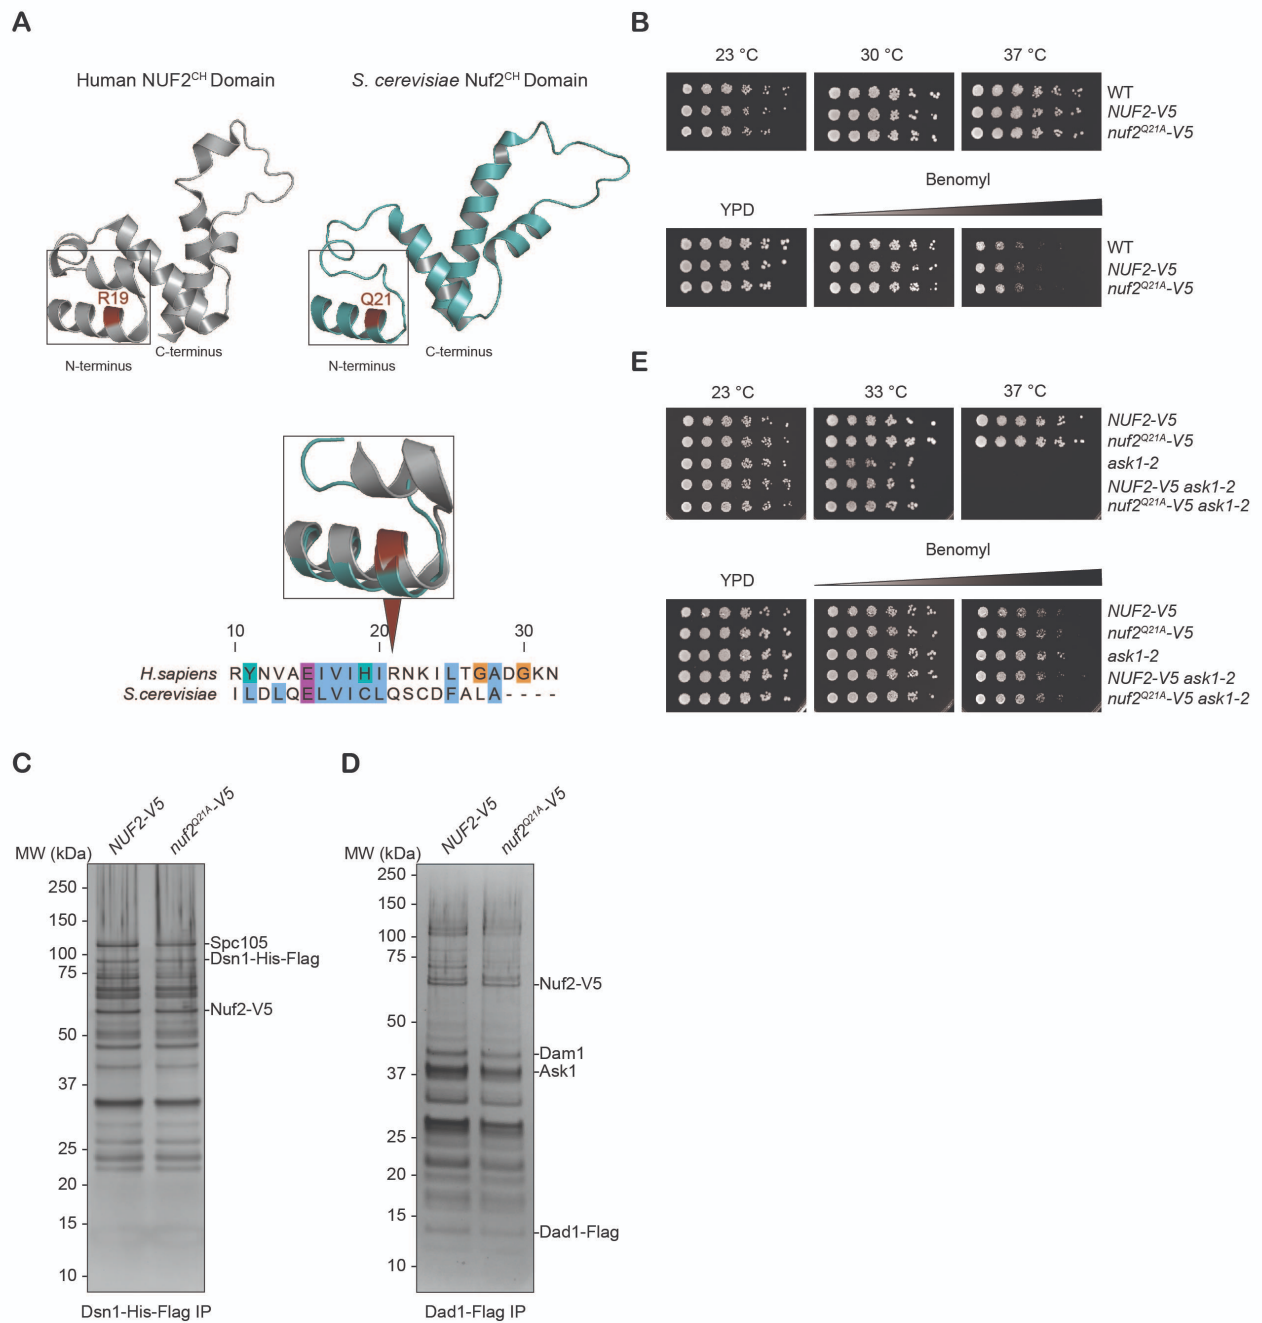 A
Human NUF2CH Domain
S. cerevisiae Nuf2CH Domain
R19
Q21
C-terminus
N-terminus
C-terminus
N-terminus
10 20 30
H.sapiens RYNVAEIVIHIRNKILTGADGKN
S.cerevisiae ILDLQELVICLQSCDFALA----
B
23 °C 30 °C 37 °C
WT
NUF2-V5
nuf2Q21A-V5
Benomyl
YPD
WT
NUF2-V5
nuf2Q21A-V5
E
23 °C 33 °C 37 °C
NUF2-V5
nuf2Q21A-V5
ask1-2
NUF2-V5 ask1-2
nuf2Q21A-V5 ask1-2
Benomyl
YPD
NUF2-V5
nuf2Q21A-V5
ask1-2
NUF2-V5 ask1-2
nuf2Q21A-V5 ask1-2
C
NUF2-V5
nuf2Q21A-V5
MW (kDa)
250
150
100
75
50
37
25
20
15
10
Spc105
Dsn1-His-Flag
Nuf2-V5
Dsn1-His-Flag IP
D
NUF2-V5
nuf2Q21A-V5
MW (kDa)
250
150
100
75
50
37
25
20
15
10
Nuf2-V5
Dam1
Ask1
Dad1-Flag
Dad1-Flag IP